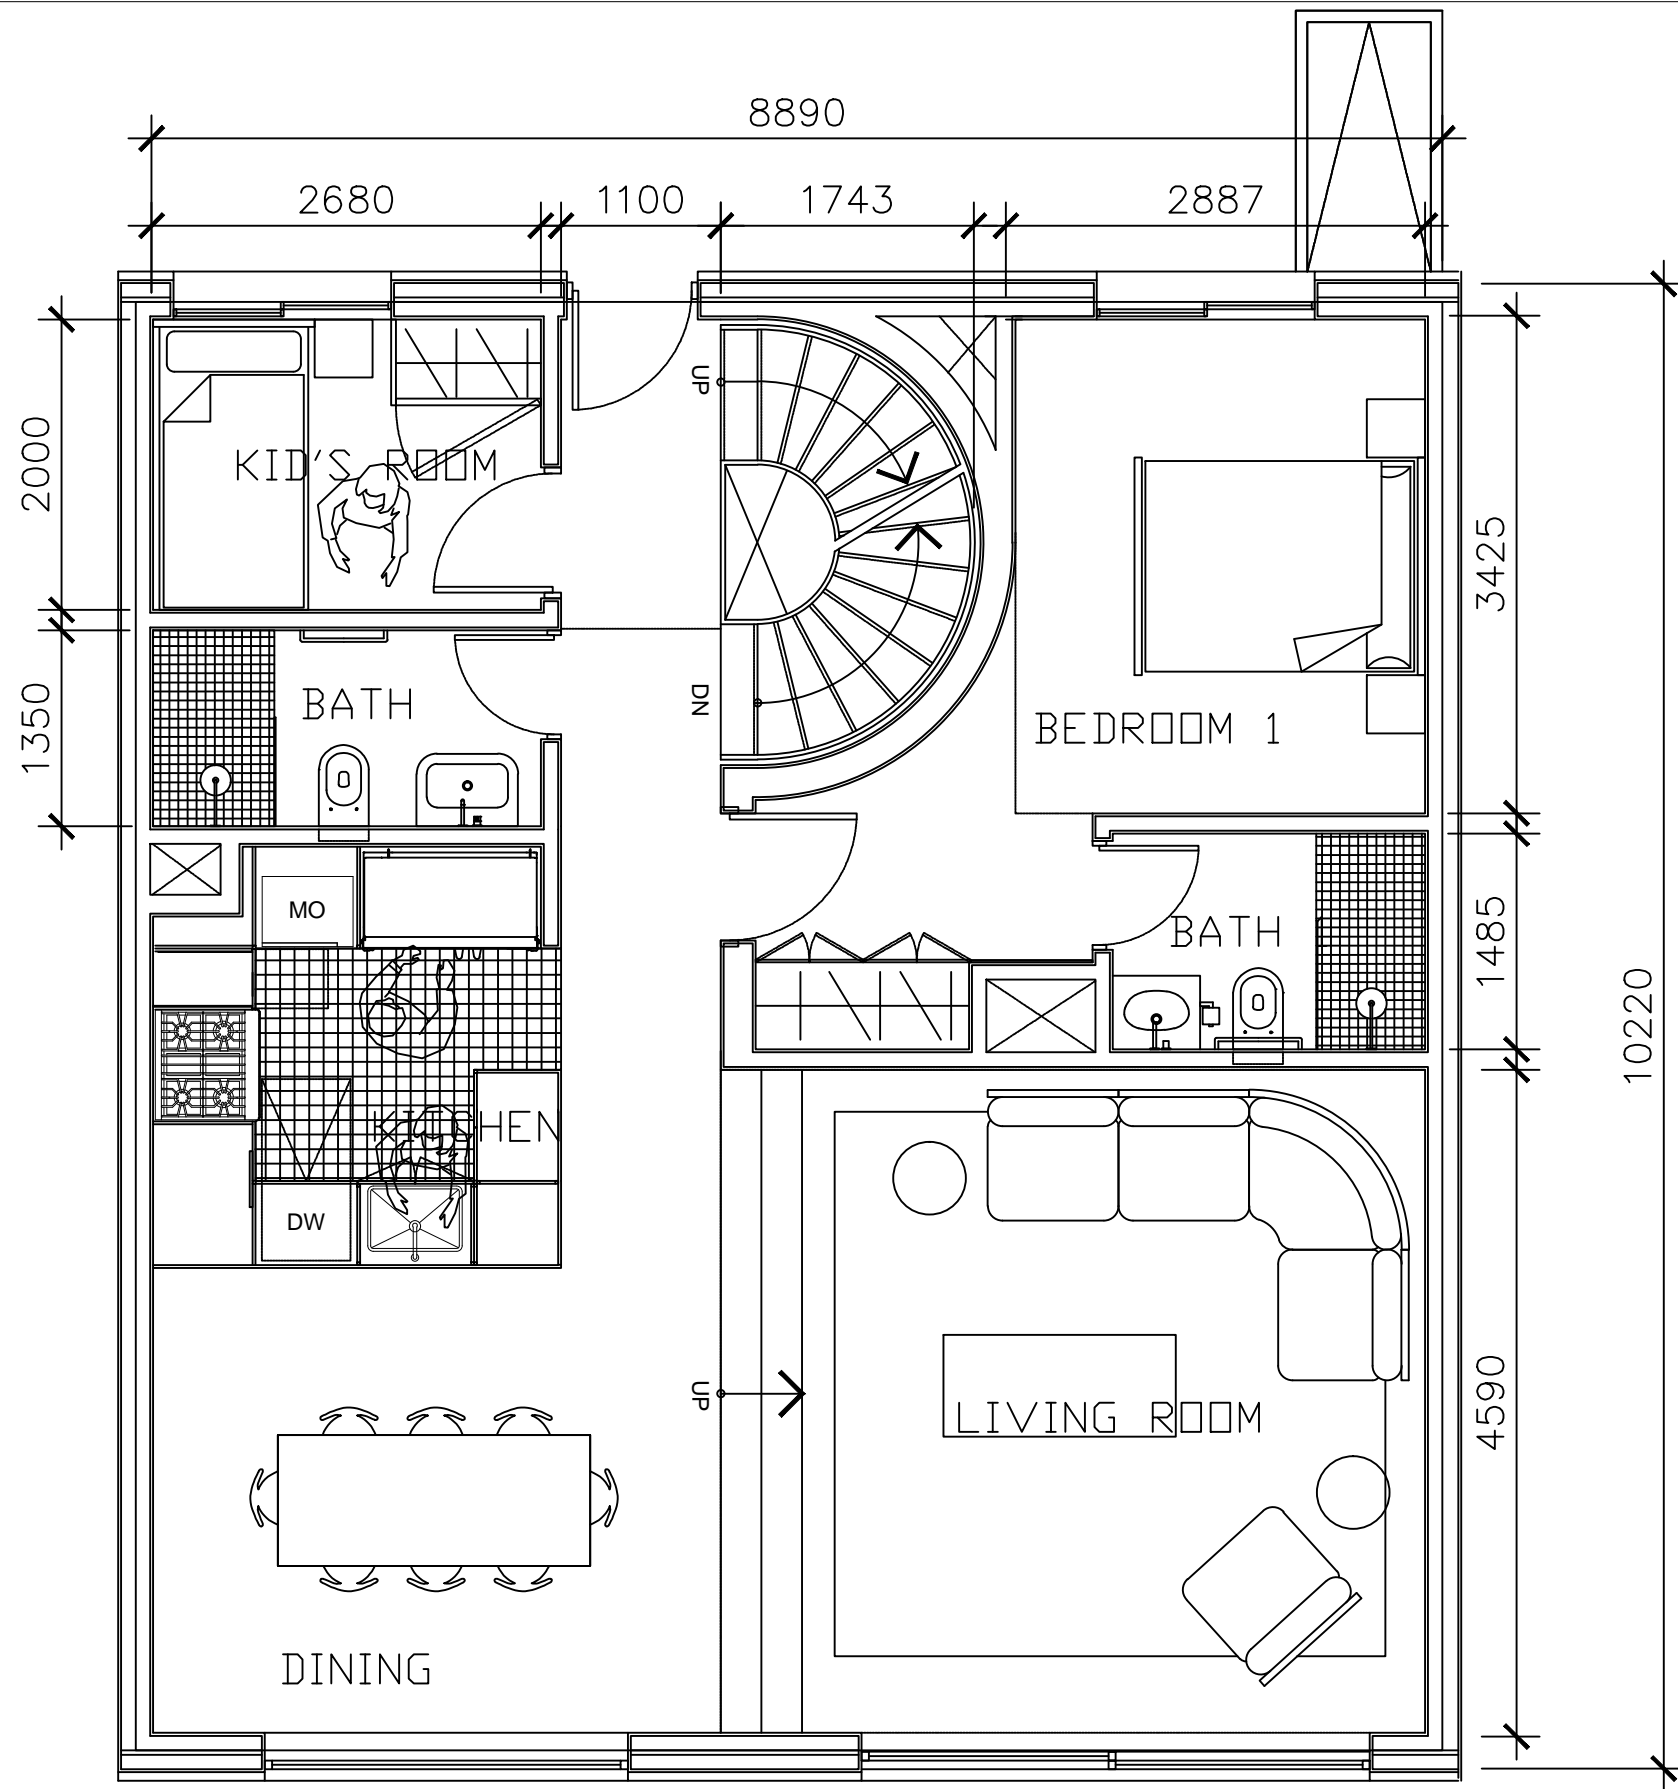 8890
2680
1100
1743
2887
UP
KID'S ROOM
2000
3425
BATH
DN
1350
BEDROOM 1
MO
BATH
1485
10220
KITCHEN
DW
UP
LIVING ROOM
4590
DINING